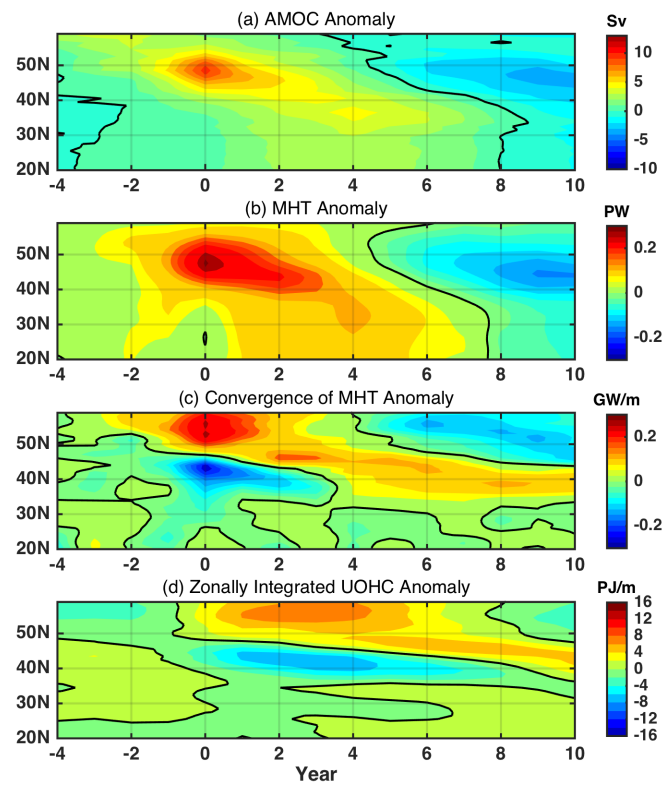 (a) AMOC Anomaly
Sv
50N
40N
30N
20N
-4 -2 0 2 4 6 8 10
10
5
0
-5
-10
(b) MHT Anomaly
PW
50N
40N
30N
20N
-4 -2 0 2 4 6 8 10
0.2
0
-0.2
(c) Convergence of MHT Anomaly
GW/m
50N
40N
30N
20N
-4 -2 0 2 4 6 8 10
0.2
0
-0.2
(d) Zonally Integrated UOHC Anomaly
PJ/m
50N
40N
30N
20N
-4 -2 0 2 4 6 8 10
16
12
8
4
0
-4
-8
-12
-16
Year